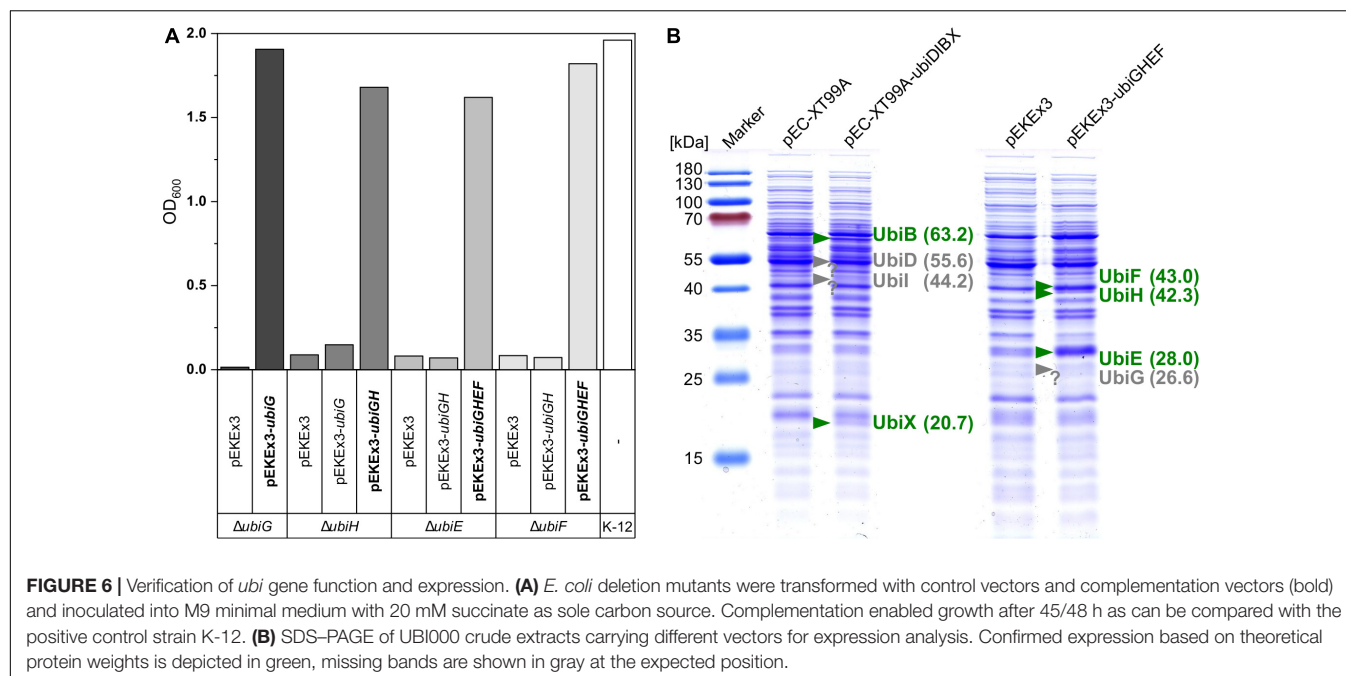 A
2.0
1.5
1.0
0.5
0.0
OD600
pEKEx3
pEKEx3-ubiG
pEKEx3
pEKEx3-ubiG
pEKEx3-ubiGH
pEKEx3
pEKEx3-ubiGH
pEKEx3-ubiGHEF
pEKEx3
pEKEx3-ubiGH
pEKEx3-ubiGHEF
-
ΔubiG ΔubiH ΔubiE ΔubiF K-12
B
[kDa]
Marker
pEC-XT99A
pEC-XT99A-ubiDIBX
pEKEx3
pEKEx3-ubiGHEF
180
130
100
70
55
40
35
25
15
UbiB (63.2)
UbiD (55.6)
?
UbiI (44.2)
?
UbiX (20.7)
UbiF (43.0)
UbiH (42.3)
UbiE (28.0)
UbiG (26.6)
?
FIGURE 6 | Verification of ubi gene function and expression. (A) E. coli deletion mutants were transformed with control vectors and complementation vectors (bold)
and inoculated into M9 minimal medium with 20 mM succinate as sole carbon source. Complementation enabled growth after 45/48 h as can be compared with the
positive control strain K-12. (B) SDS–PAGE of UBI000 crude extracts carrying different vectors for expression analysis. Confirmed expression based on theoretical
protein weights is depicted in green, missing bands are shown in gray at the expected position.